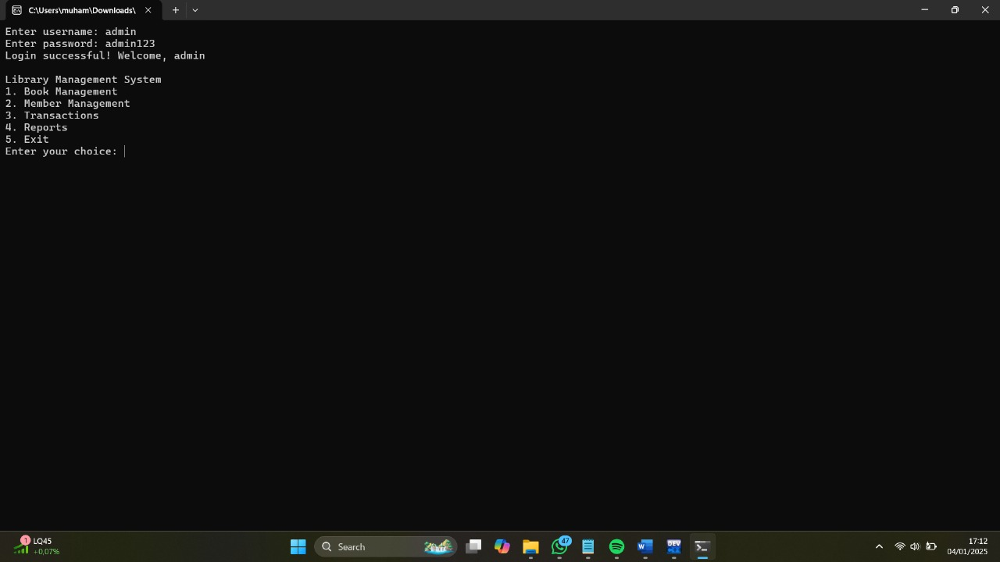 C:\Users\muham\Downloads\
Enter username: admin
Enter password: admin123
Login successful! Welcome, admin
Library Management System
1. Book Management
2. Member Management
3. Transactions
4. Reports
5. Exit
Enter your choice:
1
LQ45
+0,07%
Search
47
W
DEV
17:12
04/01/2025